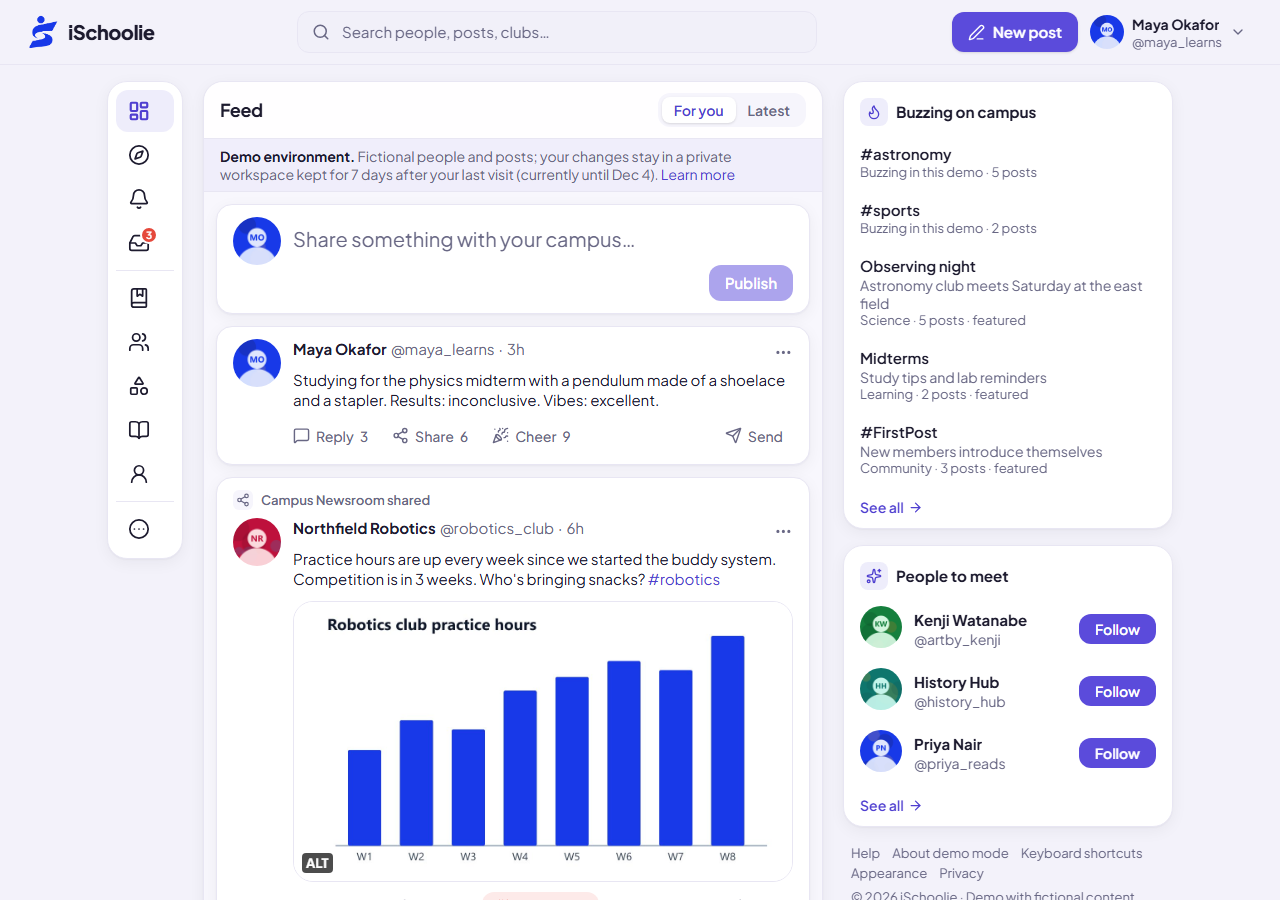 iSchoolie
Search people, posts, clubs...
New post
MO
Maya Okafor
@maya_learns
3
Feed
For you
Latest
Demo environment. Fictional people and posts; your changes stay in a private
workspace kept for 7 days after your last visit (currently until Dec 4). Learn more
MO
Share something with your campus...
Publish
MO
Maya Okafor @maya_learns · 3h
Studying for the physics midterm with a pendulum made of a shoelace
and a stapler. Results: inconclusive. Vibes: excellent.
Reply 3
Share 6
Cheer 9
Send
Campus Newsroom shared
NR
Northfield Robotics @robotics_club · 6h
Practice hours are up every week since we started the buddy system.
Competition is in 3 weeks. Who's bringing snacks? #robotics
Robotics club practice hours
W1 W2 W3 W4 W5 W6 W7 W8
ALT
Buzzing on campus
#astronomy
Buzzing in this demo · 5 posts
#sports
Buzzing in this demo · 2 posts
Observing night
Astronomy club meets Saturday at the east
field
Science · 5 posts · featured
Midterms
Study tips and lab reminders
Learning · 2 posts · featured
#FirstPost
New members introduce themselves
Community · 3 posts · featured
See all →
People to meet
KW
Kenji Watanabe
@artby_kenji
Follow
HH
History Hub
@history_hub
Follow
PN
Priya Nair
@priya_reads
Follow
See all →
Help About demo mode Keyboard shortcuts
Appearance Privacy
© 2026 iSchoolie · Demo with fictional content